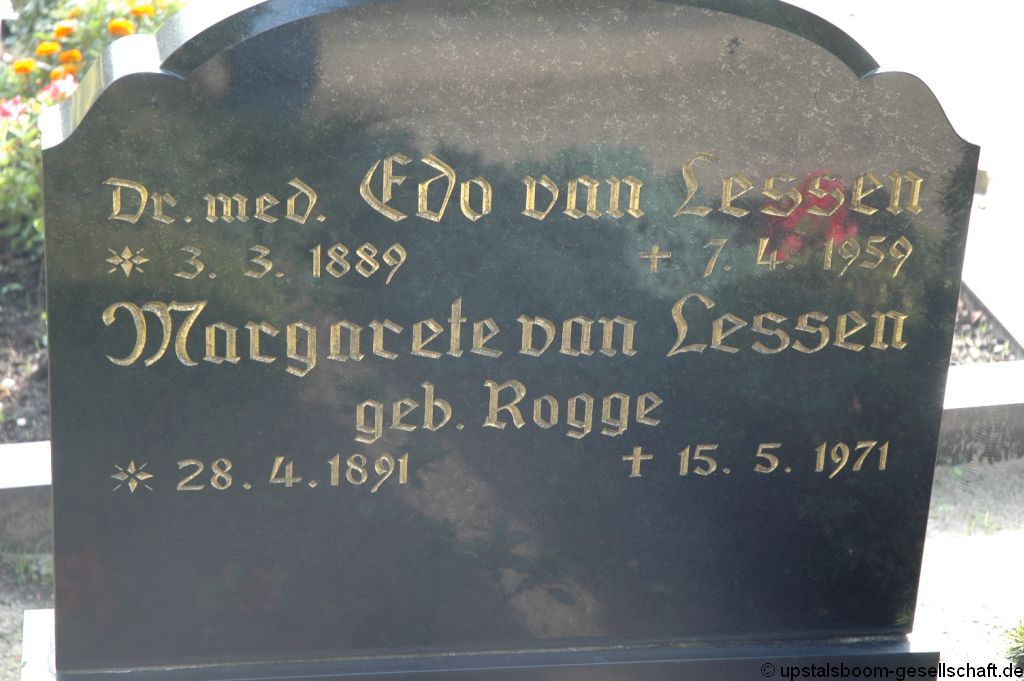 Dr. med. Edo van Lessen
* 3. 3. 1889 + 7. 4. 1959
Margarete van Lessen
geb. Rogge
* 28. 4. 1891 + 15. 5. 1971
© upstalsboom-gesellschaft.de